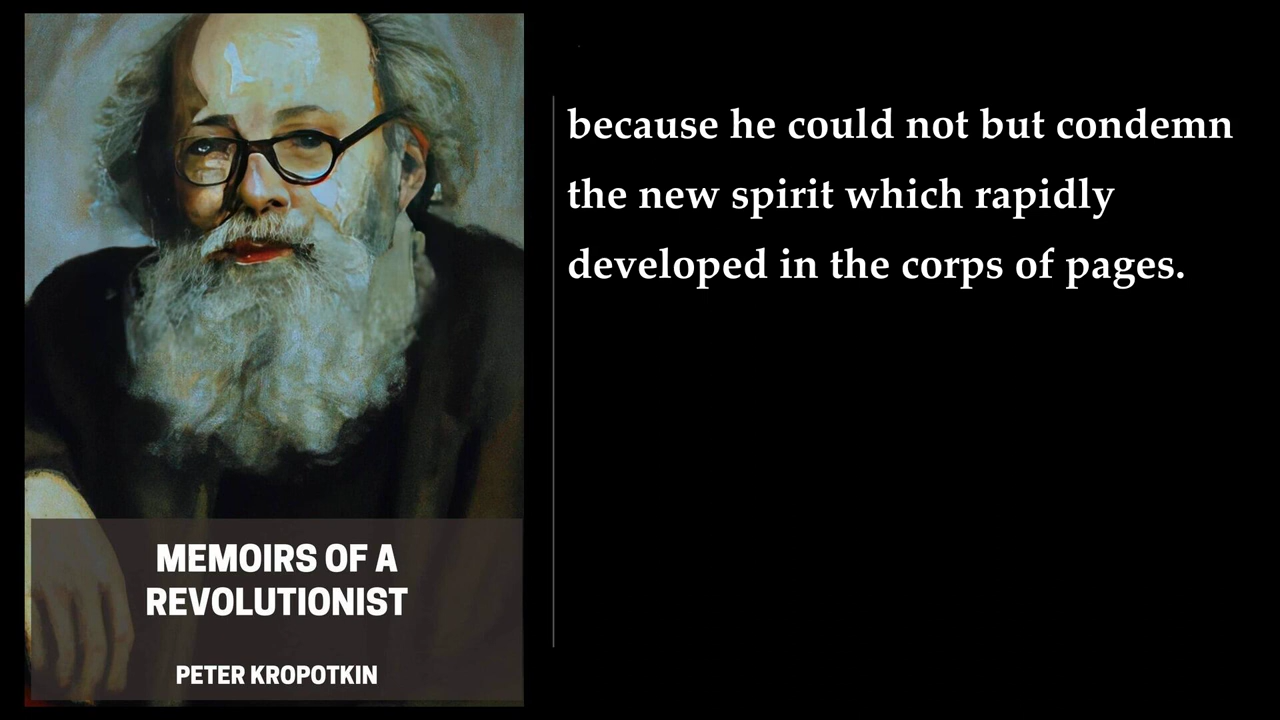 because he could not but condemn
the new spirit which rapidly
developed in the corps of pages.
MEMOIRS OF A
REVOLUTIONIST
PETER KROPOTKIN